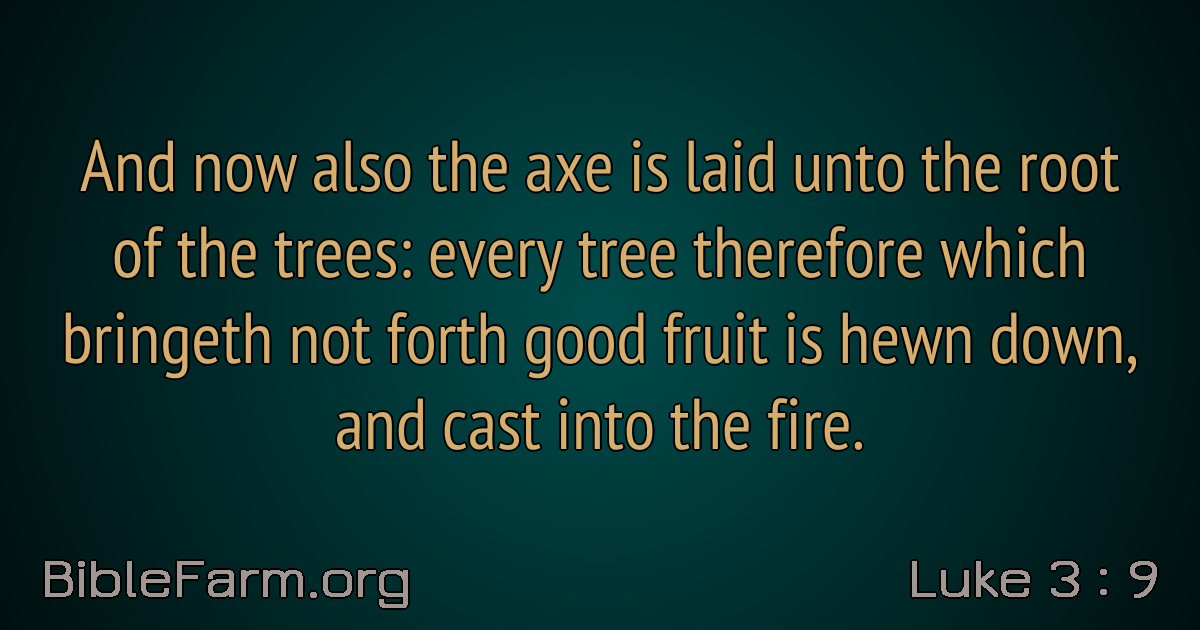 And now also the axe is laid unto the root
of the trees: every tree therefore which
bringeth not forth good fruit is hewn down,
and cast into the fire.
BibleFarm.org
Luke 3 : 9